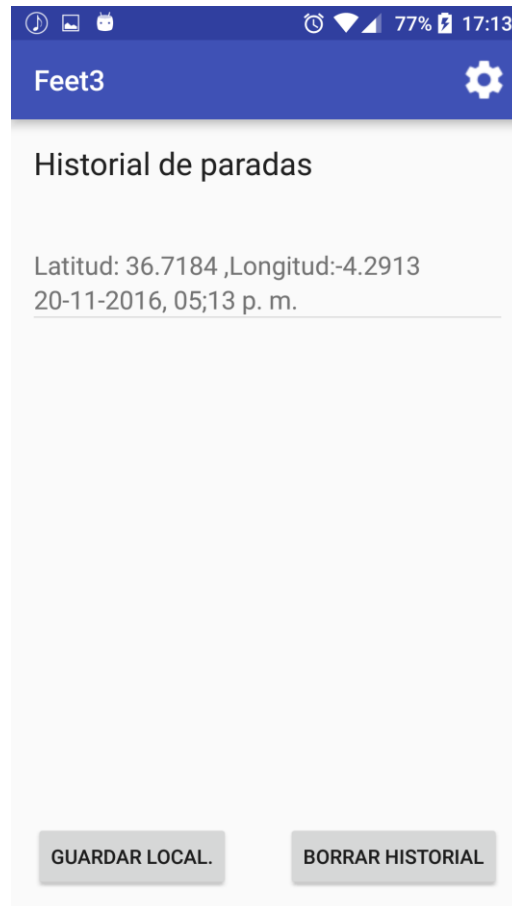 77% 17:13
Feet3
Historial de paradas
Latitud: 36.7184 ,Longitud:-4.2913
20-11-2016, 05;13 p. m.
GUARDAR LOCAL. BORRAR HISTORIAL